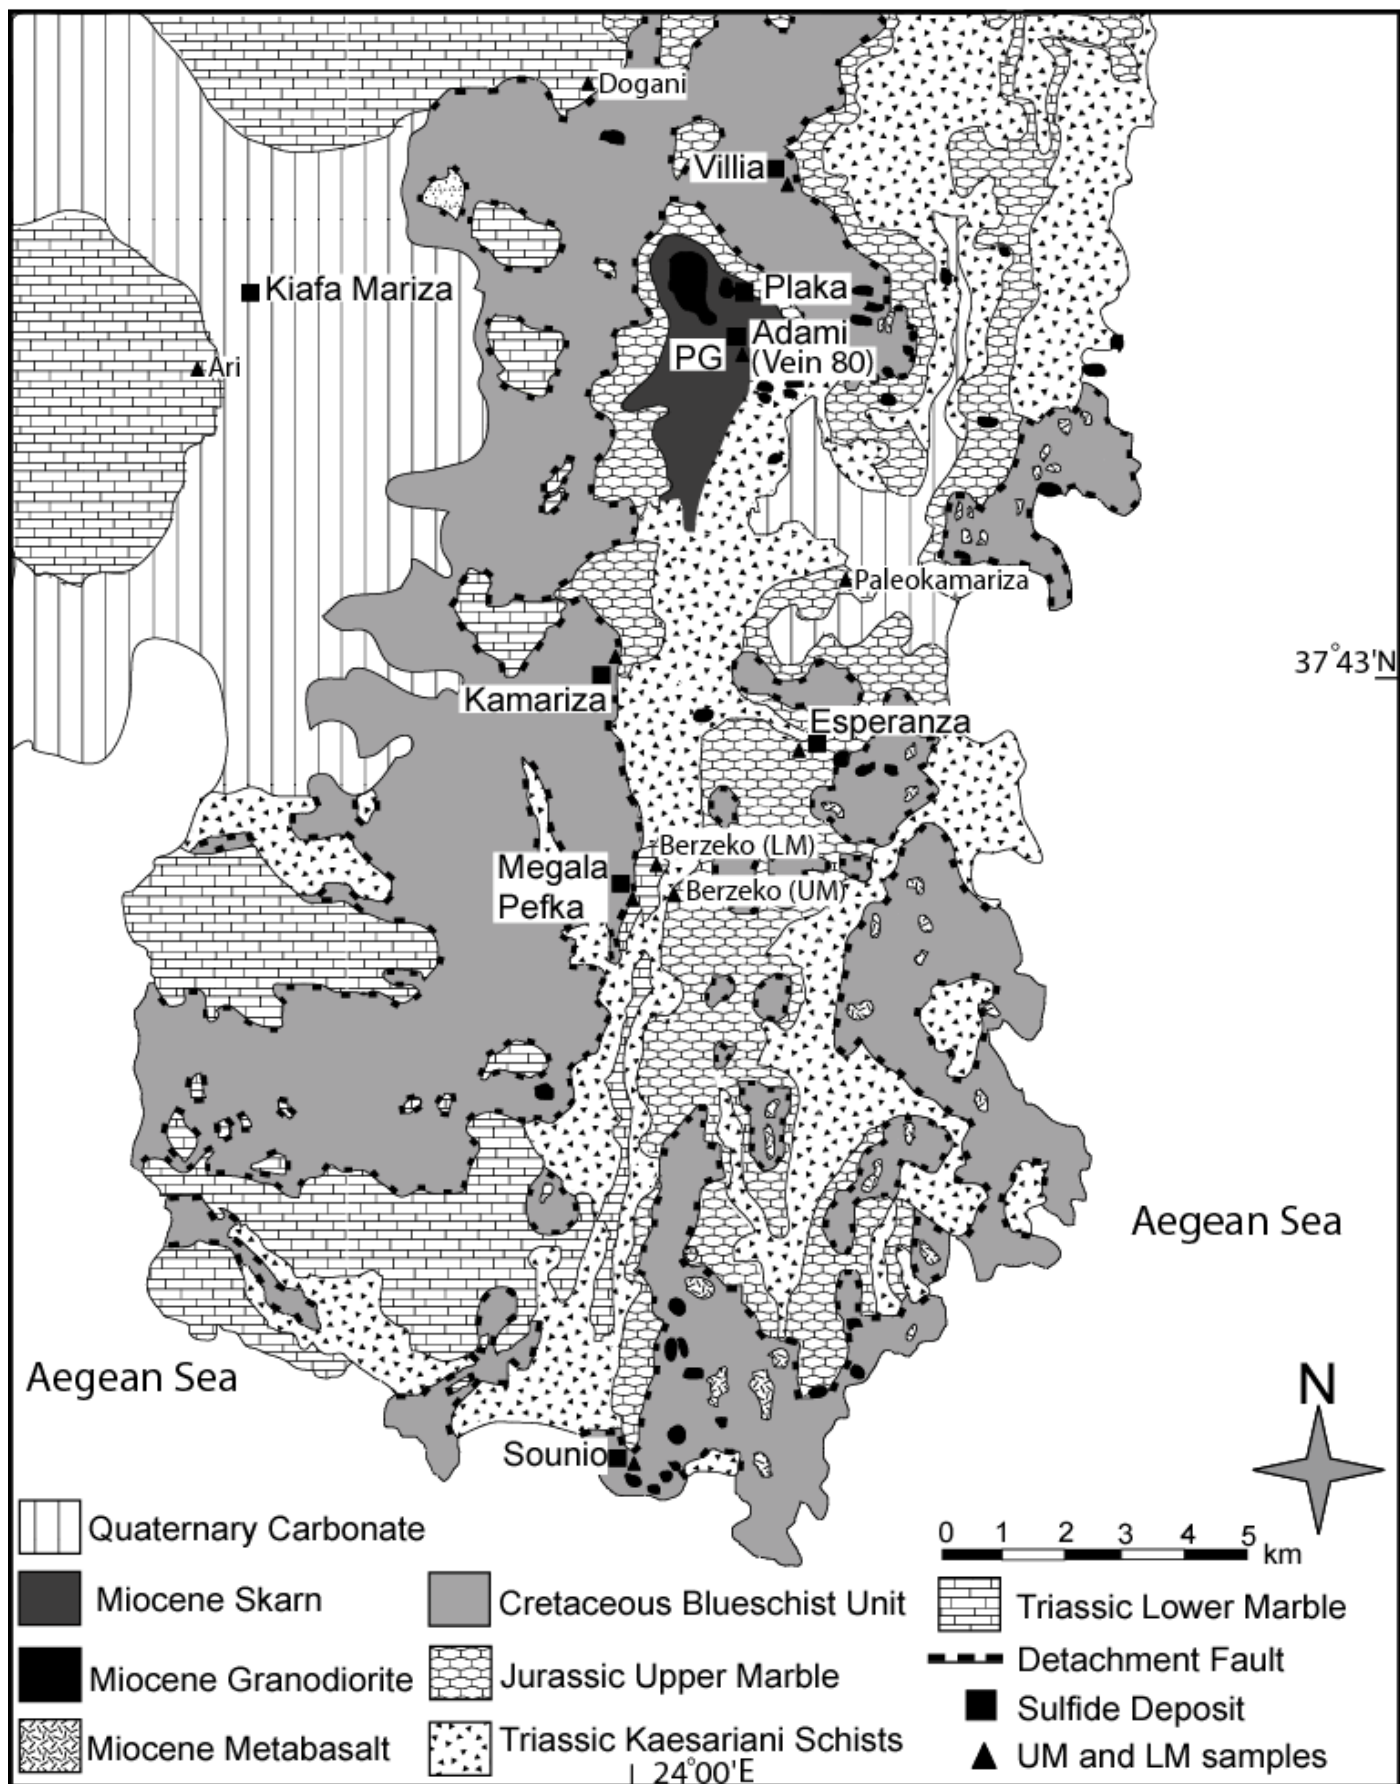 Dogani
Villia
Kiafa Mariza
Plaka
Adami
(Vein 80)
PG
Ari
Paleokamariza
37°43'N
Kamariza
Esperanza
Berzeko (LM)
Megala
Pefka
Berzeko (UM)
Aegean Sea
Aegean Sea
N
Sounio
Quaternary Carbonate
Miocene Skarn
Miocene Granodiorite
Miocene Metabasalt
Cretaceous Blueschist Unit
Jurassic Upper Marble
Triassic Kaesariani Schists
0 1 2 3 4 5
km
Triassic Lower Marble
Detachment Fault
Sulfide Deposit
UM and LM samples
24°00'E